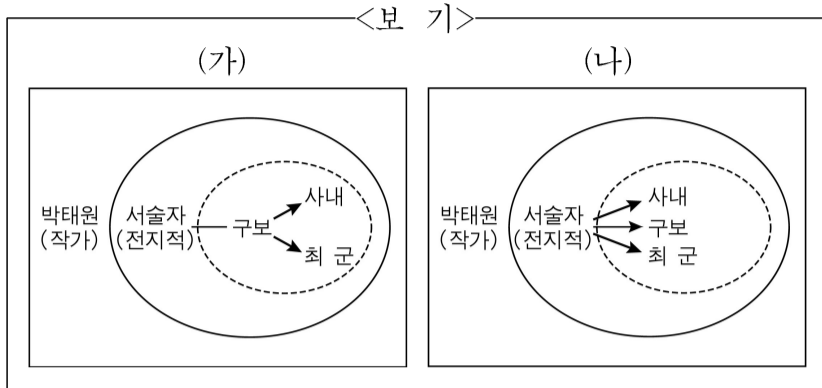 <보 기>
(가)
(나)
박태원
(작가)
서술자
(전지적)
구보
사내
최 군
박태원
(작가)
서술자
(전지적)
사내
구보
최 군